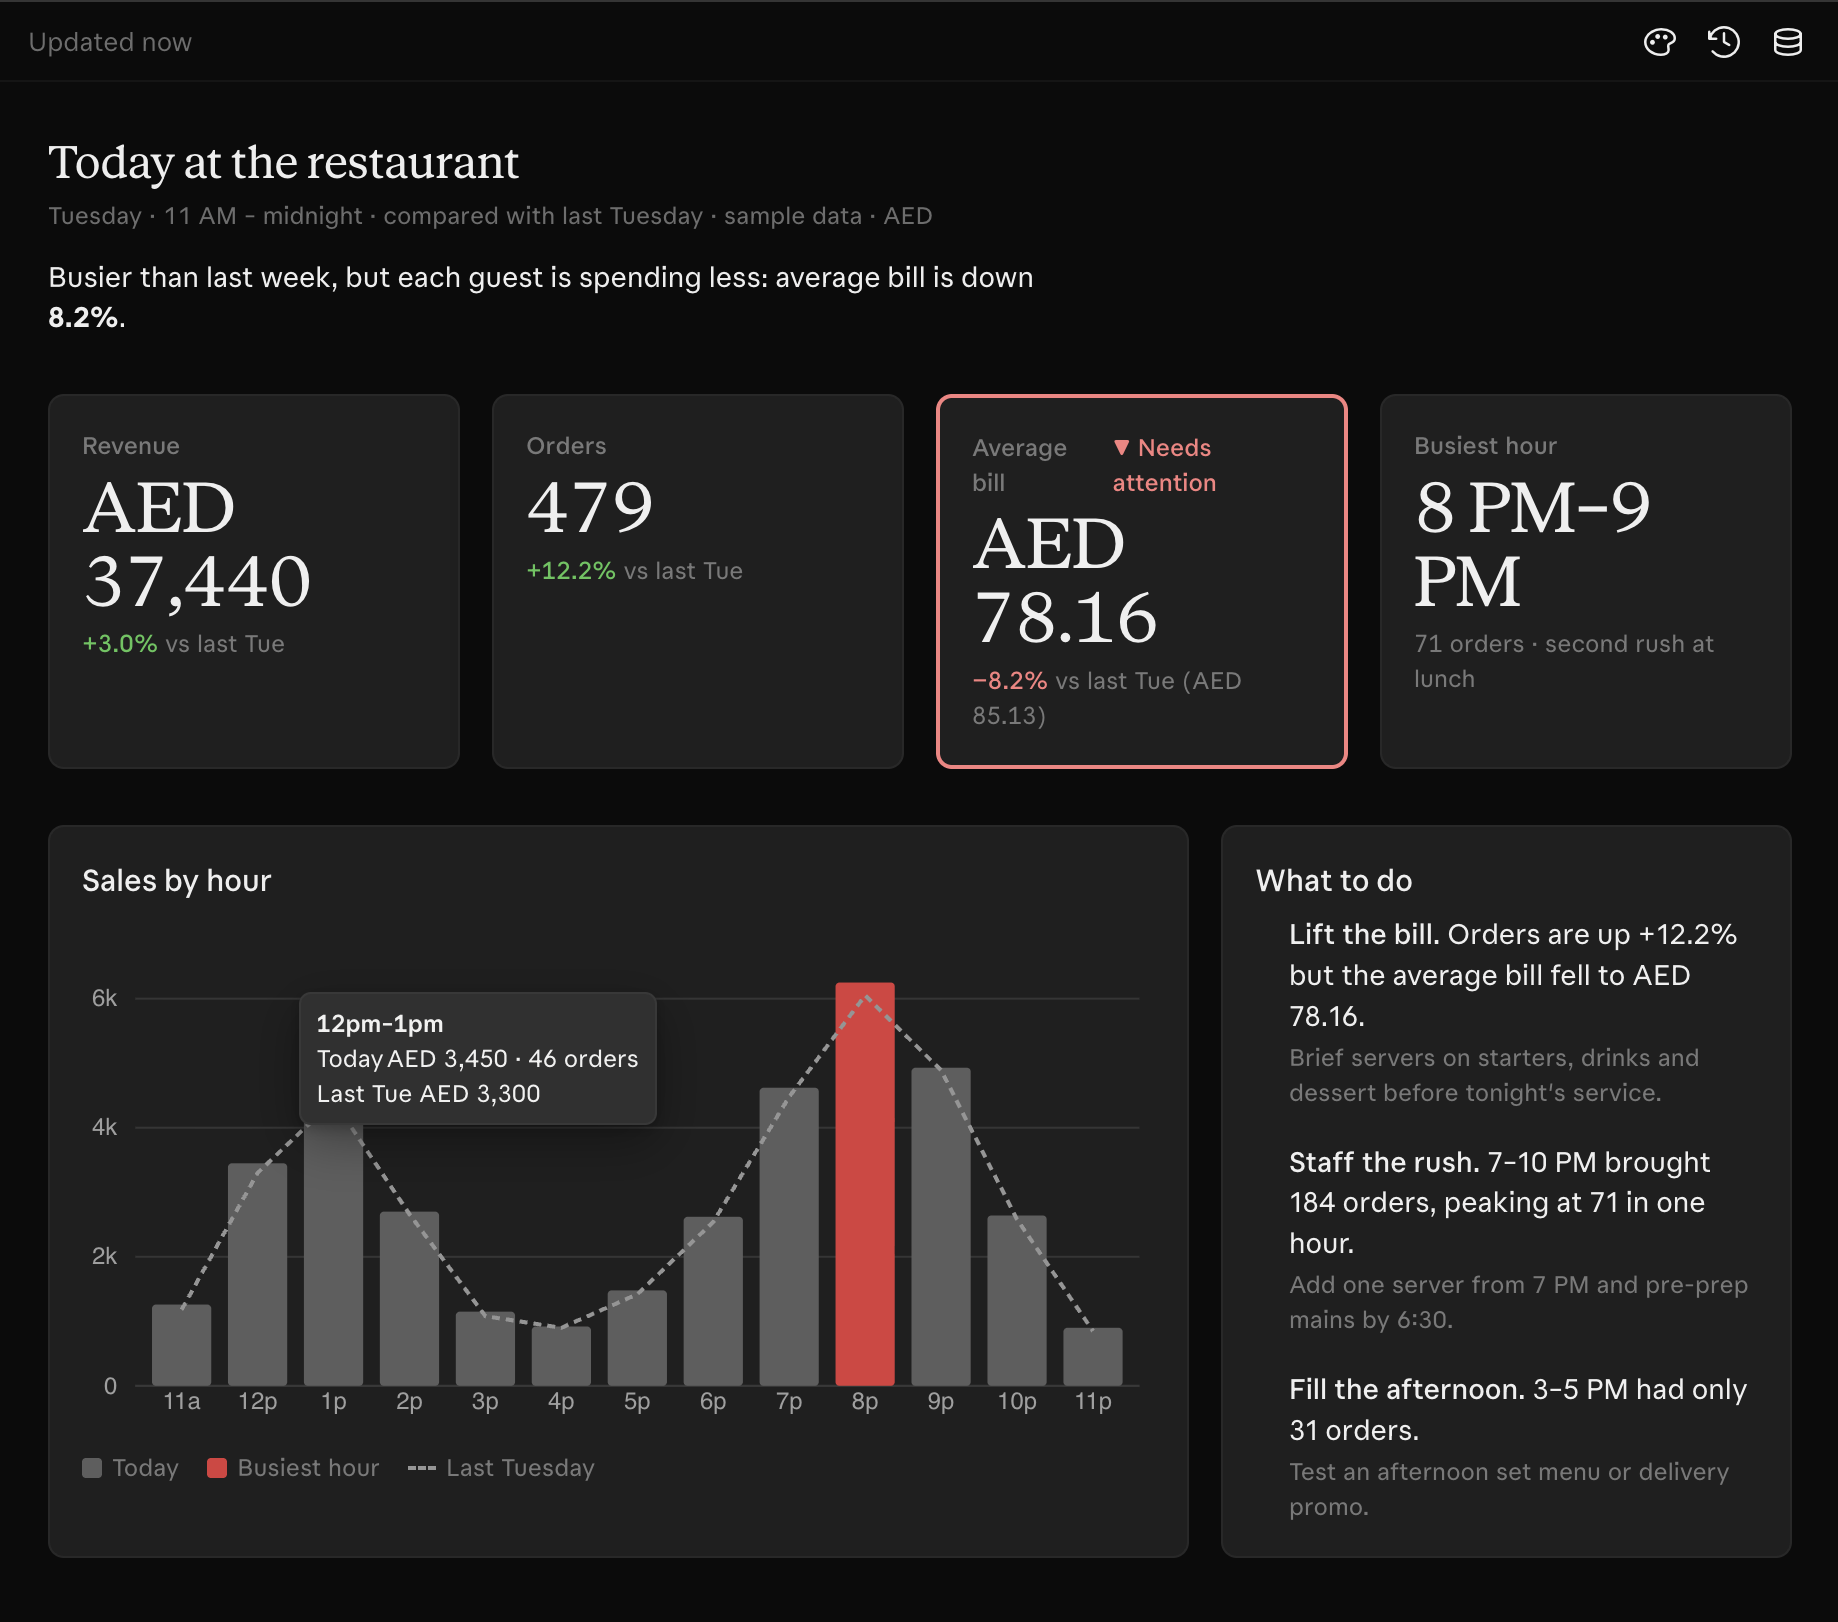 Updated now
Today at the restaurant
Tuesday · 11 AM – midnight · compared with last Tuesday · sample data · AED
Busier than last week, but each guest is spending less: average bill is down
8.2%.
Revenue
AED
37,440
+3.0% vs last Tue
Orders
479
+12.2% vs last Tue
Average
bill
▼ Needs
attention
AED
78.16
−8.2% vs last Tue (AED
85.13)
Busiest hour
8 PM–9
PM
71 orders · second rush at
lunch
Sales by hour
6k
4k
2k
0
12pm–1pm
Today AED 3,450 · 46 orders
Last Tue AED 3,300
11a 12p 1p 2p 3p 4p 5p 6p 7p 8p 9p 10p 11p
Today Busiest hour Last Tuesday
What to do
Lift the bill. Orders are up +12.2%
but the average bill fell to AED
78.16.
Brief servers on starters, drinks and
dessert before tonight's service.
Staff the rush. 7–10 PM brought
184 orders, peaking at 71 in one
hour.
Add one server from 7 PM and pre-prep
mains by 6:30.
Fill the afternoon. 3–5 PM had only
31 orders.
Test an afternoon set menu or delivery
promo.